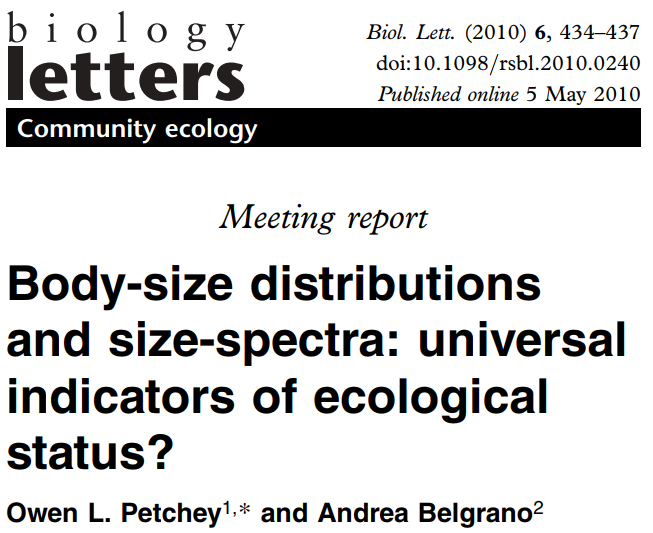 biology
letters
Biol. Lett. (2010) 6, 434–437
doi:10.1098/rsbl.2010.0240
Published online 5 May 2010
Community ecology
Meeting report
Body-size distributions
and size-spectra: universal
indicators of ecological
status?
Owen L. Petchey1,* and Andrea Belgrano2